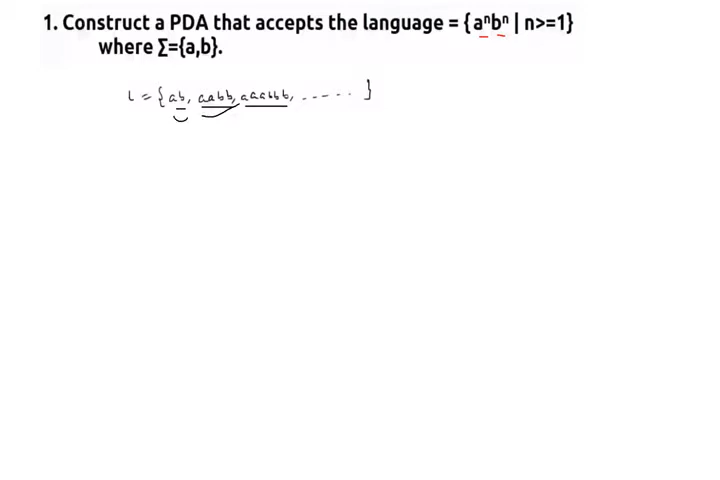 1. Construct a PDA that accepts the language = {aⁿbⁿ | n>=1}
where Σ={a,b}.
L = {ab, aabb, aaabbb, ...... }